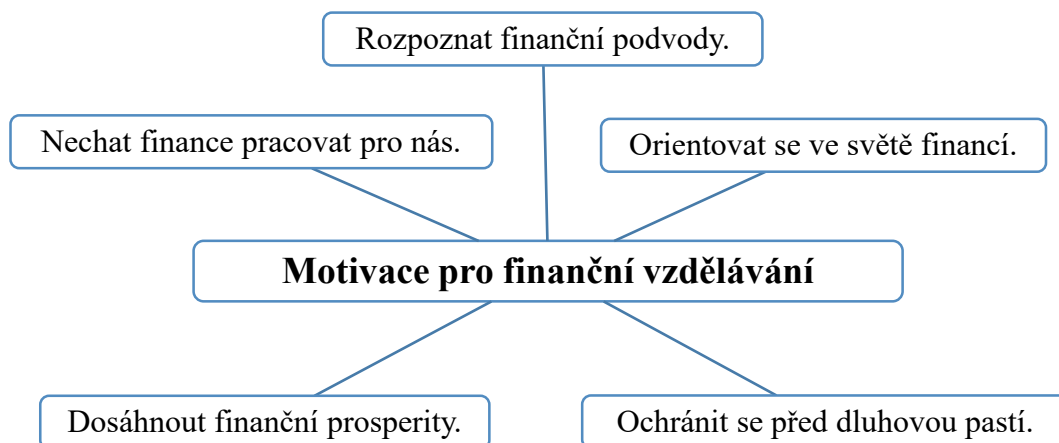 Rozpoznat finanční podvody.
Nechat finance pracovat pro nás.
Orientovat se ve světě financí.
Motivace pro finanční vzdělávání
Dosáhnout finanční prosperity.
Ochránit se před dluhovou pastí.